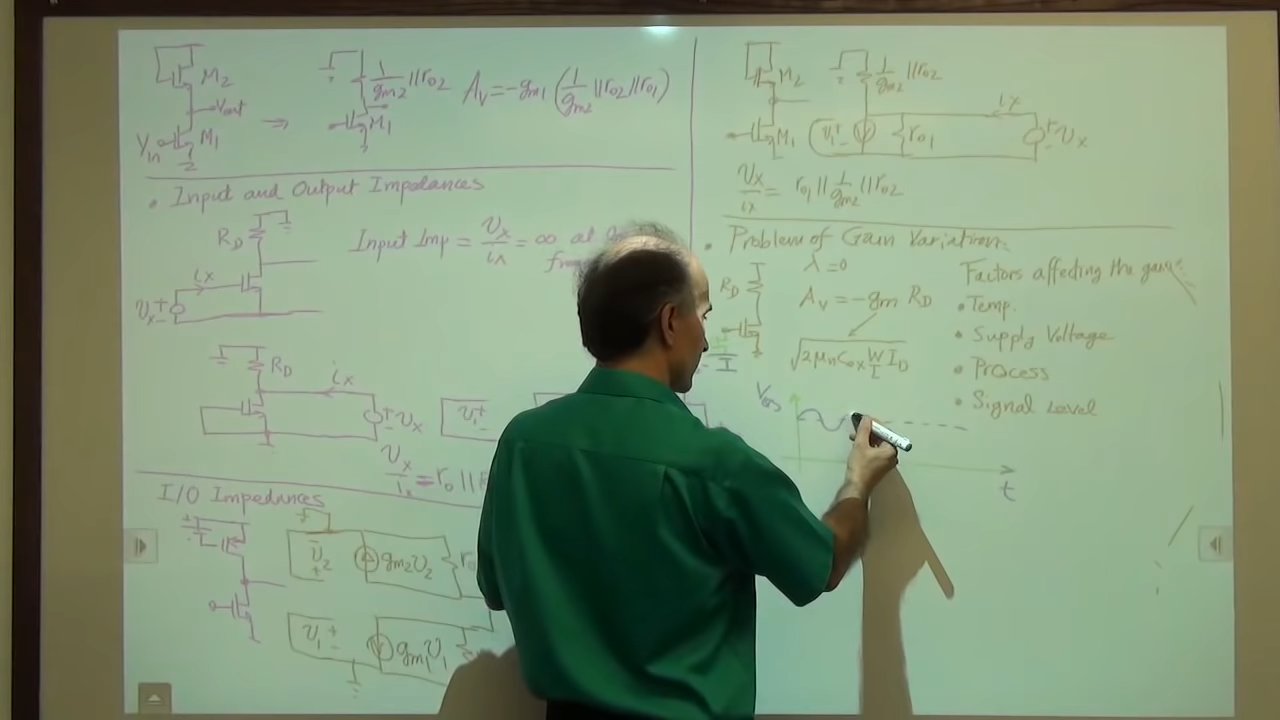 M2
Vout
Vin
M1
⇒
1/gm2 || ro2
M1
Av = -gm1 (1/gm2 || ro2 || ro1)
• Input and Output Impedances
RD
ix
vx
Input Imp = vx/ix = ∞ at
RD
ix
vx
v1
vx/ix = ro ||
I/O Impedances
v2
gm2v2
v1
gm1v1
M2
M1
1/gm2 || ro2
ix
v1
ro1
vx
vx/ix = ro1 || 1/gm2 || ro2
• Problem of Gain Variation
RD
λ=0
Av = -gm RD
√2μnCox W/L ID
Factors affecting the gain:
• Temp.
• Supply Voltage
• Process
• Signal Level
VGS
t